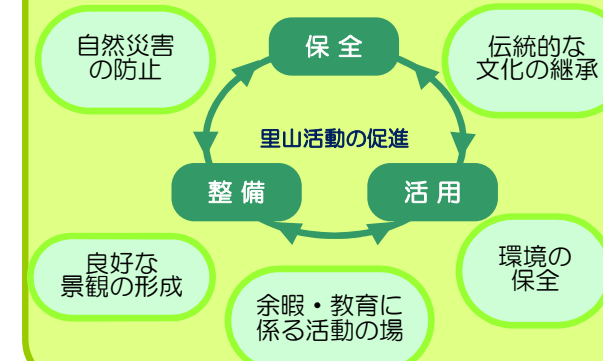 自然災害
の防止
保全
伝統的な
文化の継承
里山活動の促進
整備
活用
良好な
景観の形成
余暇・教育に
係る活動の場
環境の
保全